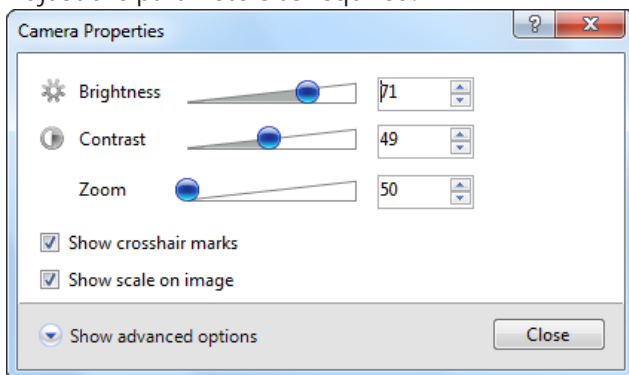 Camera Properties
Brightness 71
Contrast 49
Zoom 50
Show crosshair marks
Show scale on image
Show advanced options Close